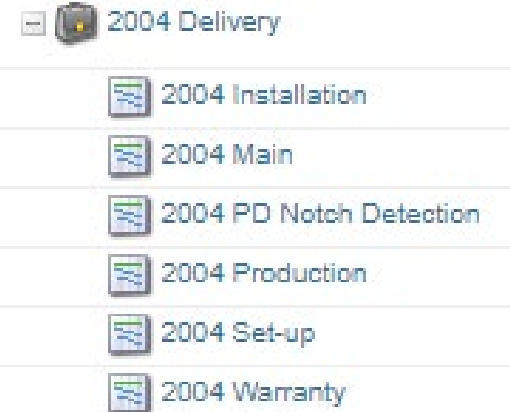 2004 Delivery
2004 Installation
2004 Main
2004 PD Notch Detection
2004 Production
2004 Set-up
2004 Warranty